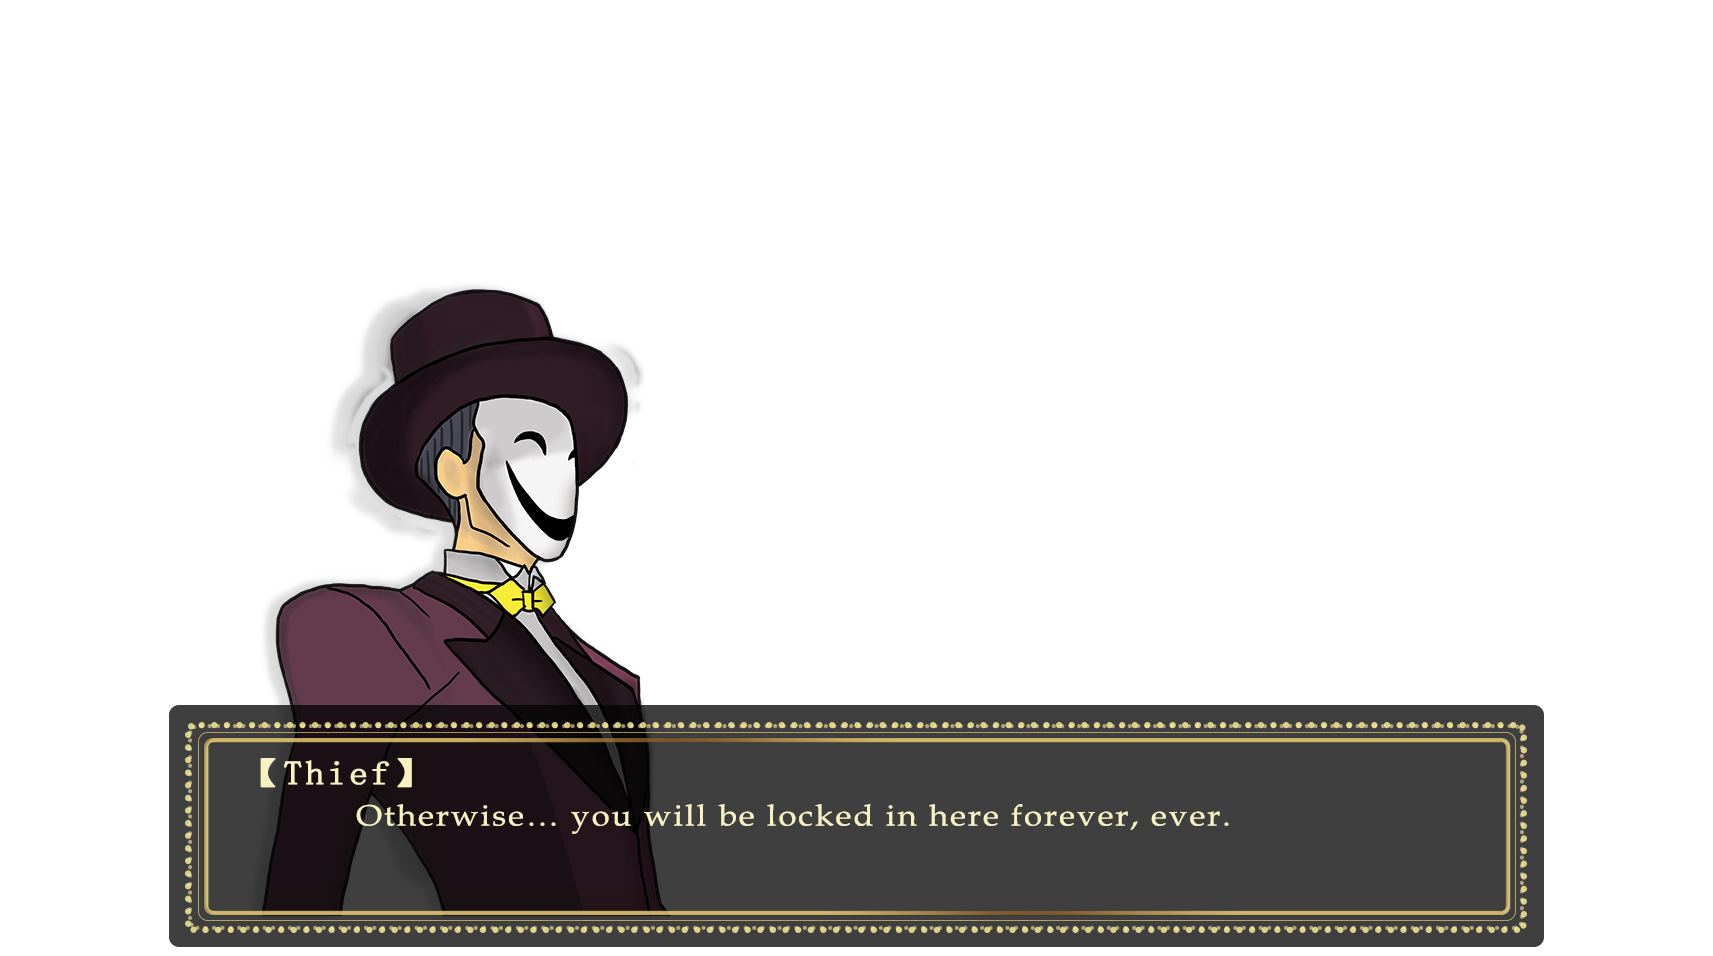 【Thief】
Otherwise... you will be locked in here forever, ever.